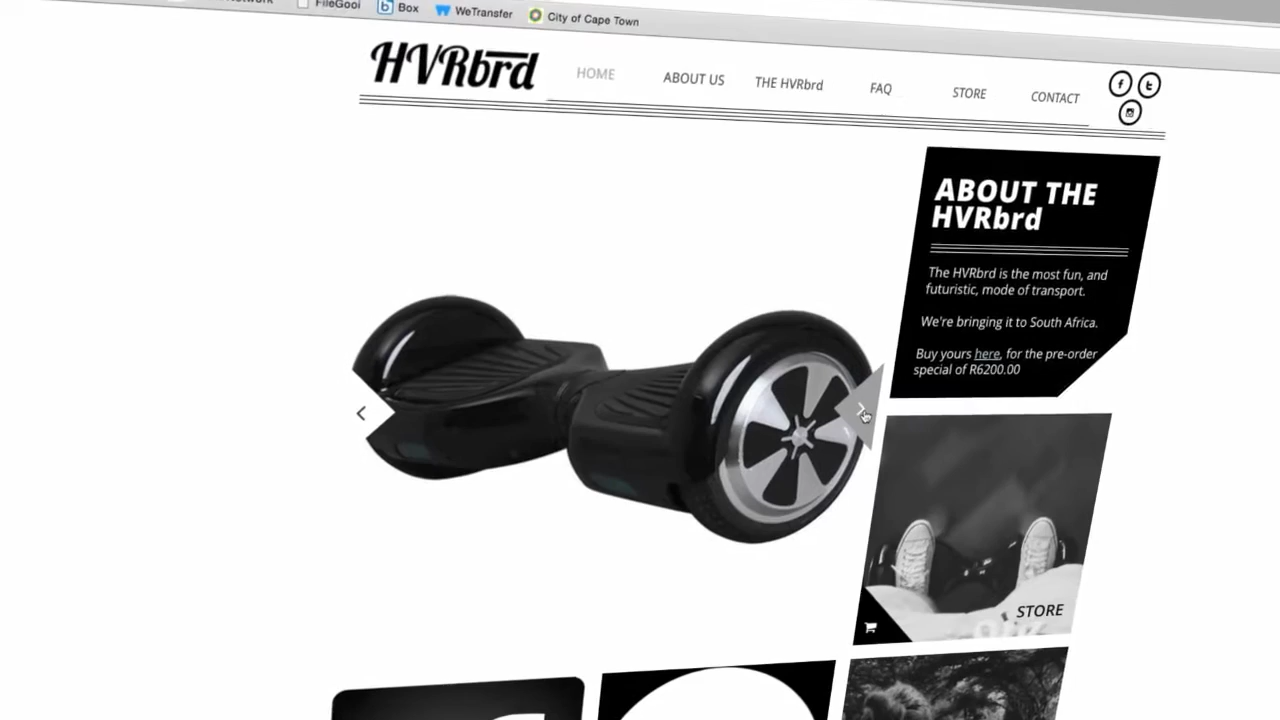 FileGooi
Box
WeTransfer
City of Cape Town
HVRbrd
HOME
ABOUT US
THE HVRbrd
FAQ
STORE
CONTACT
ABOUT THE
HVRbrd
The HVRbrd is the most fun, and
futuristic, mode of transport.
We're bringing it to South Africa.
Buy yours here, for the pre-order
special of R6200.00
STORE